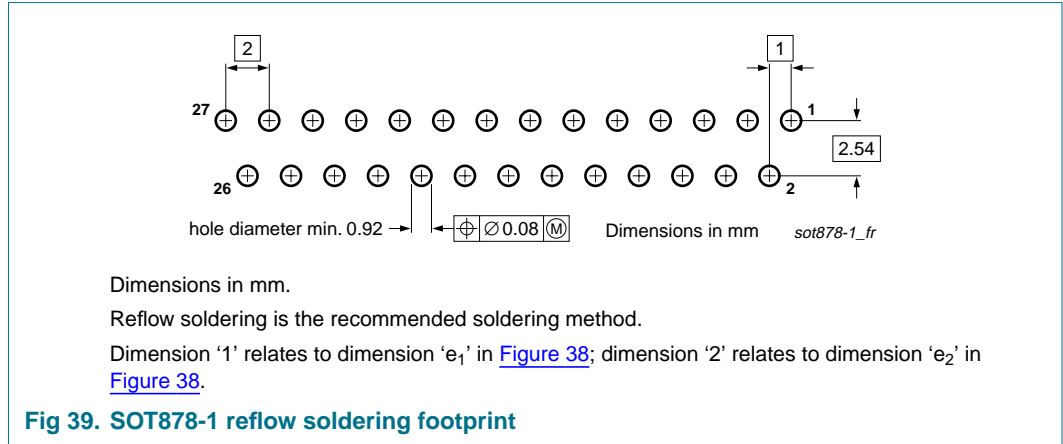 2
1
27
1
2.54
26
2
hole diameter min. 0.92
⌖ ∅ 0.08 Ⓜ
Dimensions in mm
sot878-1_fr
Dimensions in mm.
Reflow soldering is the recommended soldering method.
Dimension ‘1’ relates to dimension ‘e₁’ in Figure 38; dimension ‘2’ relates to dimension ‘e₂’ in
Figure 38.
Fig 39. SOT878-1 reflow soldering footprint